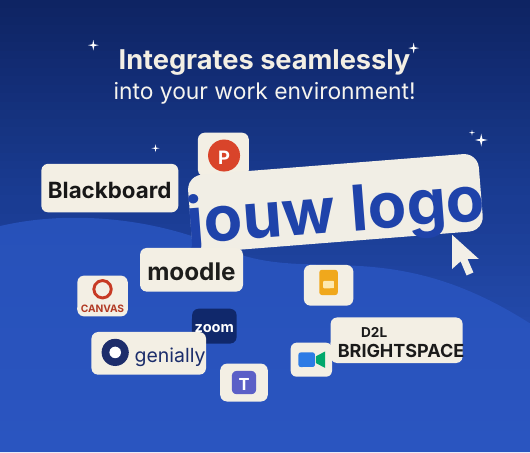 Integrates seamlessly
into your work environment!
P
Blackboard
jouw logo
moodle
CANVAS
zoom
genially
D2L
BRIGHTSPACE
T